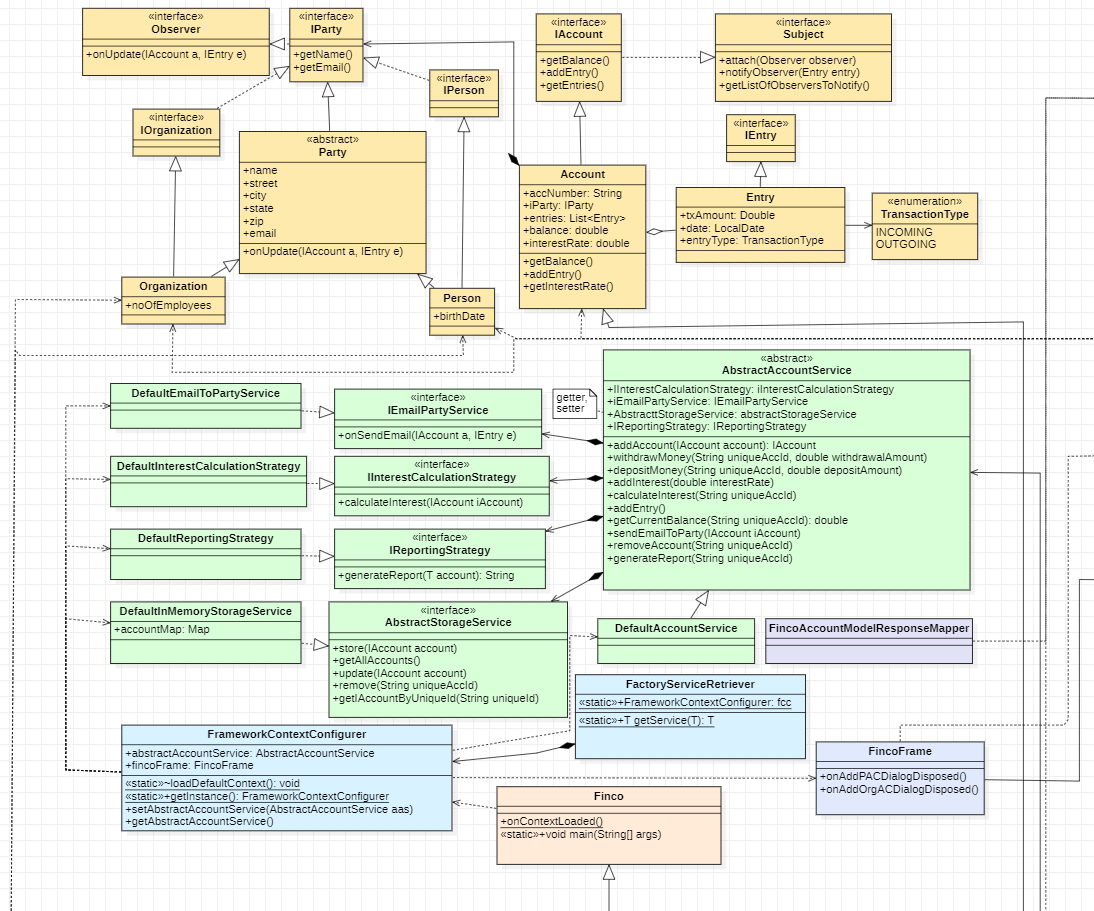 «interface»
Observer
+onUpdate(IAccount a, IEntry e)
«interface»
IParty
+getName()
+getEmail()
«interface»
IAccount
+getBalance()
+addEntry()
+getEntries()
«interface»
Subject
+attach(Observer observer)
+notifyObserver(Entry entry)
+getListOfObserversToNotify()
«interface»
IPerson
«interface»
IOrganization
«interface»
IEntry
«abstract»
Party
+name
+street
+city
+state
+zip
+email
+onUpdate(IAccount a, IEntry e)
Account
+accNumber: String
+iParty: IParty
+entries: List<Entry>
+balance: double
+interestRate: double
+getBalance()
+addEntry()
+getInterestRate()
Entry
+txAmount: Double
+date: LocalDate
+entryType: TransactionType
«enumeration»
TransactionType
INCOMING
OUTGOING
Organization
+noOfEmployees
Person
+birthDate
«abstract»
AbstractAccountService
+IInterestCalculationStrategy: iInterestCalculationStrategy
+iEmailPartyService: IEmailPartyService
+AbstracttStorageService: abstractStorageService
+IReportingStrategy: IReportingStrategy
+addAccount(IAccount account): IAccount
+withdrawMoney(String uniqueAccId, double withdrawalAmount)
+depositMoney(String uniqueAccId, double depositAmount)
+addInterest(double interestRate)
+calculateInterest(String uniqueAccId)
+addEntry()
+getCurrentBalance(String uniqueAccId): double
+sendEmailToParty(IAccount iAccount)
+removeAccount(String uniqueAccId)
+generateReport(String uniqueAccId)
DefaultEmailToPartyService
«interface»
IEmailPartyService
+onSendEmail(IAccount a, IEntry e)
getter,
setter
DefaultInterestCalculationStrategy
«interface»
IInterestCalculationStrategy
+calculateInterest(IAccount iAccount)
DefaultReportingStrategy
«interface»
IReportingStrategy
+generateReport(T account): String
DefaultInMemoryStorageService
+accountMap: Map
«interface»
AbstractStorageService
+store(IAccount account)
+getAllAccounts()
+update(IAccount account)
+remove(String uniqueAccId)
+getIAccountByUniqueId(String uniqueId)
DefaultAccountService
FincoAccountModelResponseMapper
FactoryServiceRetriever
«static»+FrameworkContextConfigurer: fcc
«static»+T getService(T): T
FrameworkContextConfigurer
+abstractAccountService: AbstractAccountService
+fincoFrame: FincoFrame
«static»~loadDefaultContext(): void
«static»+getInstance(): FrameworkContextConfigurer
+setAbstractAccountService(AbstractAccountService aas)
+getAbstractAccountService()
FincoFrame
+onAddPACDialogDisposed()
+onAddOrgACDialogDisposed()
Finco
+onContextLoaded()
«static»+void main(String[] args)